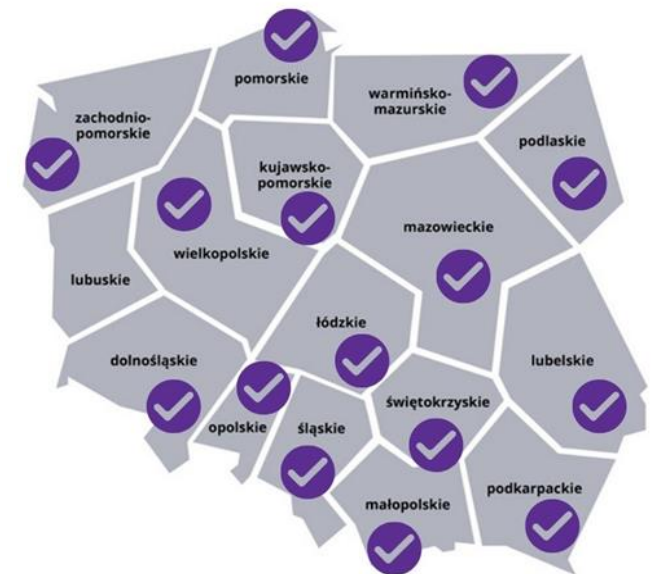 pomorskie
warmińsko-
mazurskie
zachodnio-
pomorskie
podlaskie
kujawsko-
pomorskie
mazowieckie
wielkopolskie
lubuskie
łódzkie
dolnośląskie
lubelskie
świętokrzyskie
opolskie
śląskie
podkarpackie
małopolskie